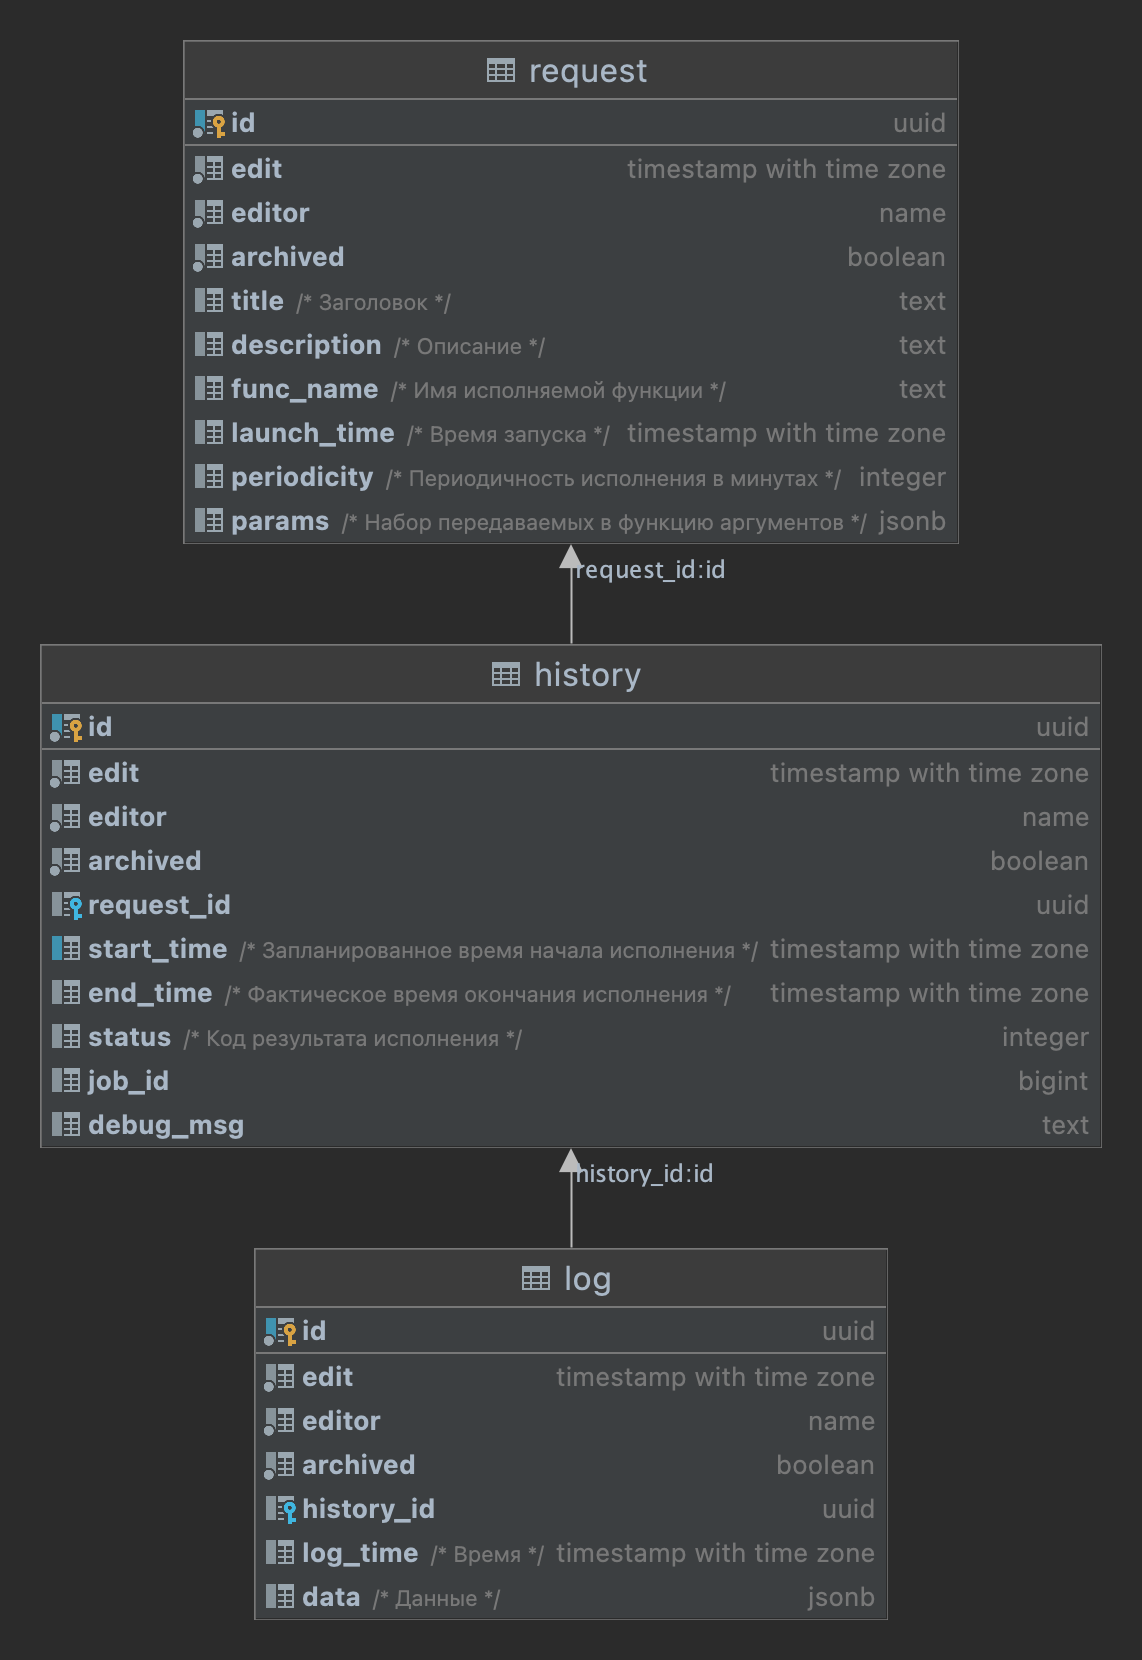 request
id uuid
edit timestamp with time zone
editor name
archived boolean
title /* Заголовок */ text
description /* Описание */ text
func_name /* Имя исполняемой функции */ text
launch_time /* Время запуска */ timestamp with time zone
periodicity /* Периодичность исполнения в минутах */ integer
params /* Набор передаваемых в функцию аргументов */ jsonb
request_id:id
history
id uuid
edit timestamp with time zone
editor name
archived boolean
request_id uuid
start_time /* Запланированное время начала исполнения */ timestamp with time zone
end_time /* Фактическое время окончания исполнения */ timestamp with time zone
status /* Код результата исполнения */ integer
job_id bigint
debug_msg text
history_id:id
log
id uuid
edit timestamp with time zone
editor name
archived boolean
history_id uuid
log_time /* Время */ timestamp with time zone
data /* Данные */ jsonb